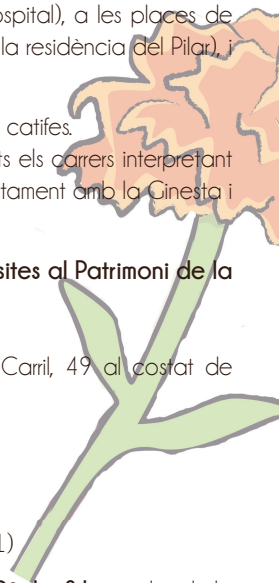 ospital), a les places de
la residència del Pilar), i
catifes.
ts els carrers interpretant
tament amb la Ginesta i
sites al Patrimoni de la
Carril, 49 al costat de
1)